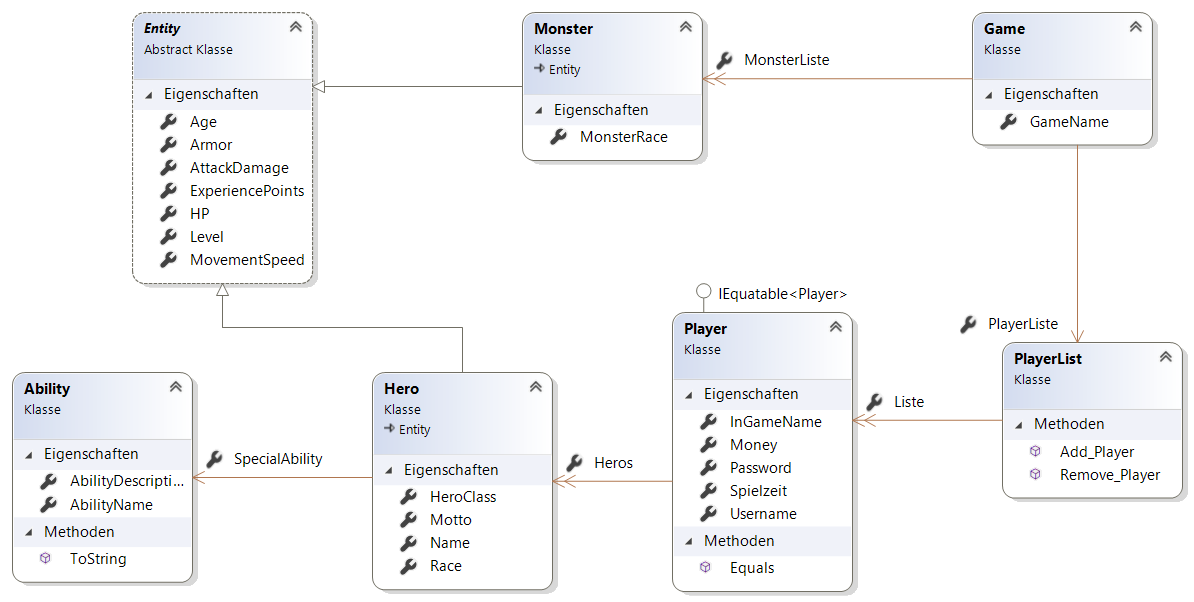 Entity
Abstract Klasse
Eigenschaften
Age
Armor
AttackDamage
ExperiencePoints
HP
Level
MovementSpeed
Monster
Klasse
Entity
Eigenschaften
MonsterRace
MonsterListe
Game
Klasse
Eigenschaften
GameName
IEquatable<Player>
PlayerListe
Ability
Klasse
Eigenschaften
AbilityDescripti...
AbilityName
Methoden
ToString
SpecialAbility
Hero
Klasse
Entity
Eigenschaften
HeroClass
Motto
Name
Race
Heros
Player
Klasse
Eigenschaften
InGameName
Money
Password
Spielzeit
Username
Methoden
Equals
Liste
PlayerList
Klasse
Methoden
Add_Player
Remove_Player